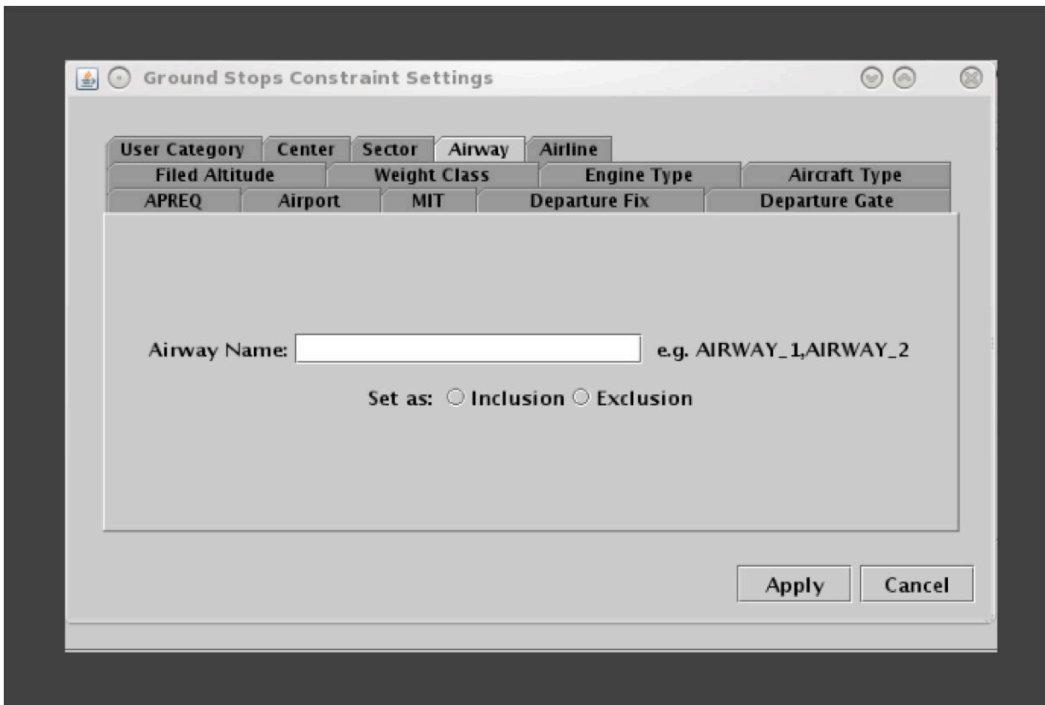 Ground Stops Constraint Settings
User Category Center Sector Airway Airline
Filed Altitude Weight Class Engine Type Aircraft Type
APREQ Airport MIT Departure Fix Departure Gate
Airway Name: e.g. AIRWAY_1,AIRWAY_2
Set as: Inclusion Exclusion
Apply Cancel